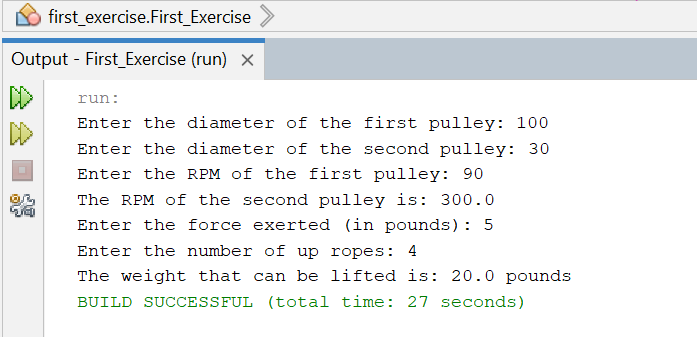 first_exercise.First_Exercise
Output - First_Exercise (run) ×
run:
Enter the diameter of the first pulley: 100
Enter the diameter of the second pulley: 30
Enter the RPM of the first pulley: 90
The RPM of the second pulley is: 300.0
Enter the force exerted (in pounds): 5
Enter the number of up ropes: 4
The weight that can be lifted is: 20.0 pounds
BUILD SUCCESSFUL (total time: 27 seconds)